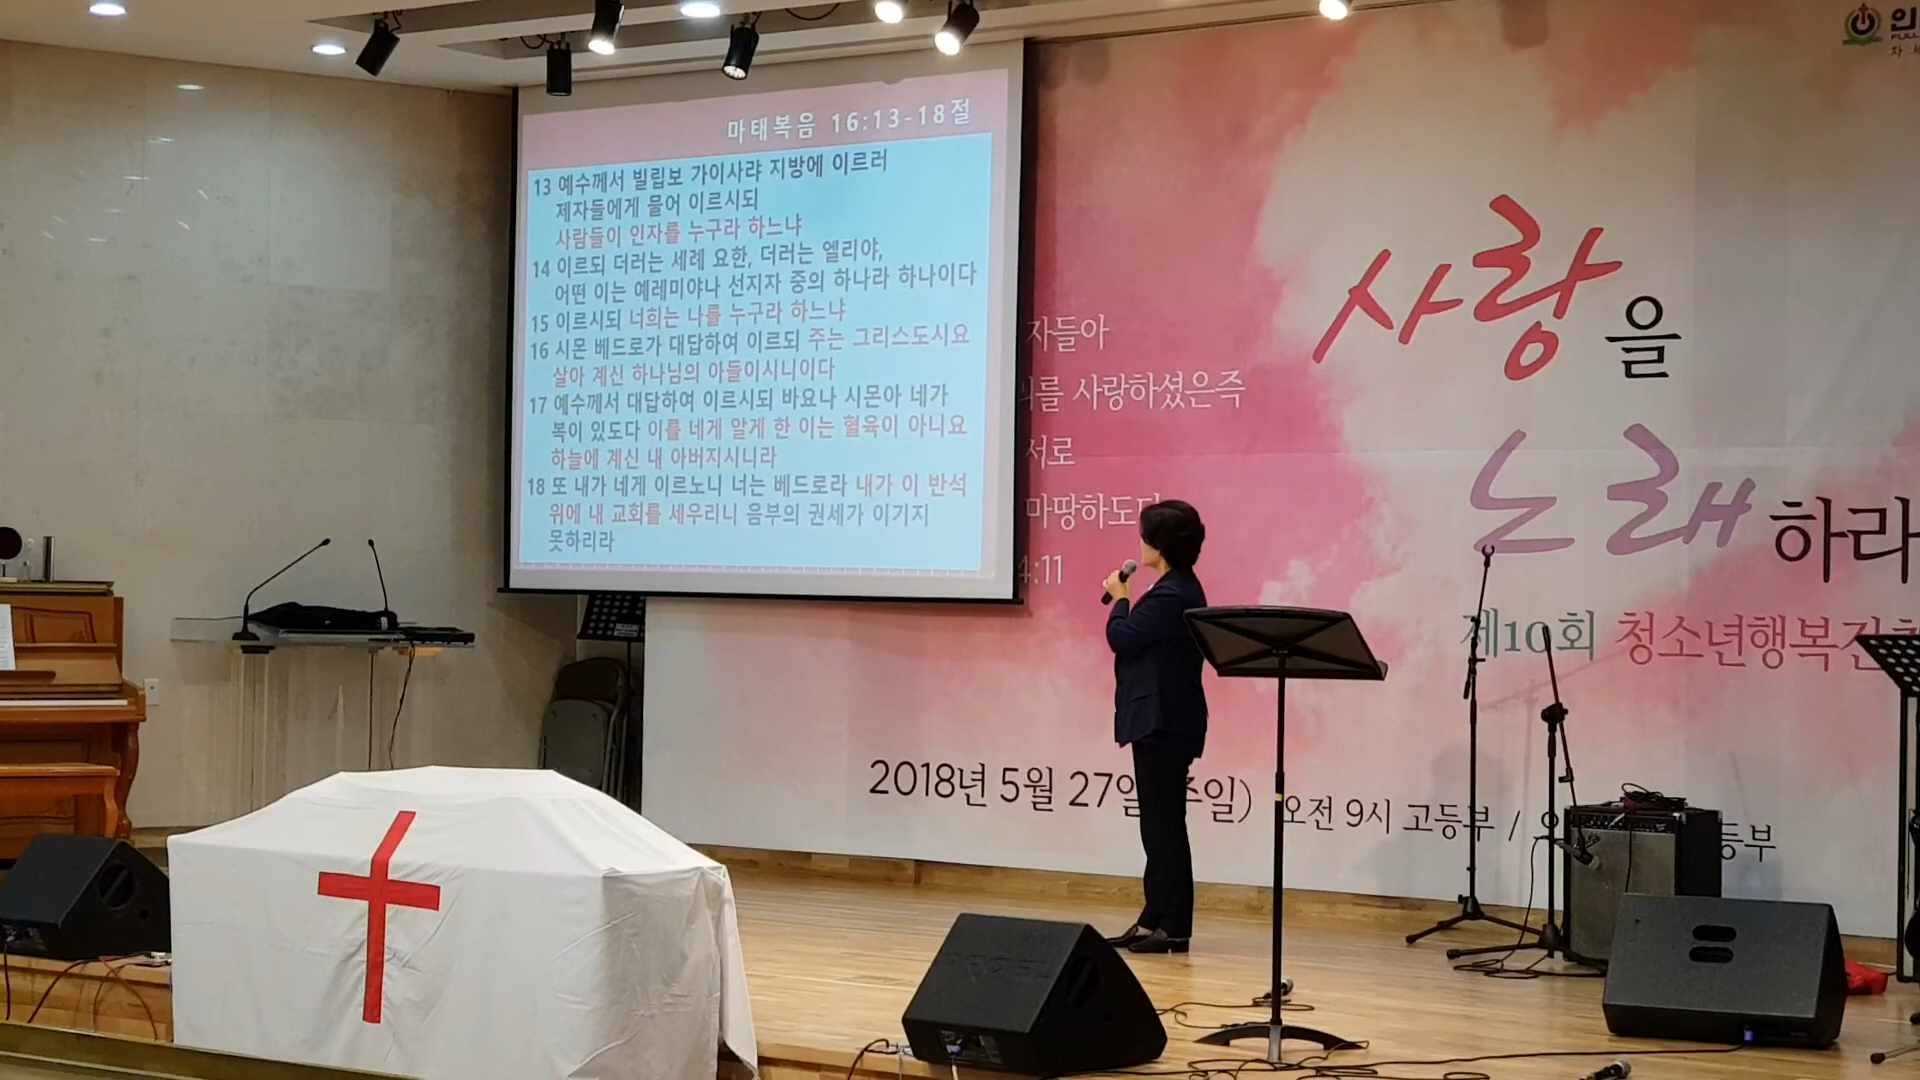 마태복음 16:13-18절
13 예수께서 빌립보 가이사랴 지방에 이르러
제자들에게 물어 이르시되
사람들이 인자를 누구라 하느냐
14 이르되 더러는 세례 요한, 더러는 엘리야,
어떤 이는 예레미야나 선지자 중의 하나라 하나이다
15 이르시되 너희는 나를 누구라 하느냐
16 시몬 베드로가 대답하여 이르되 주는 그리스도시요
살아 계신 하나님의 아들이시니이다
17 예수께서 대답하여 이르시되 바요나 시몬아 네가
복이 있도다 이를 네게 알게 한 이는 혈육이 아니요
하늘에 계신 내 아버지시니라
18 또 내가 네게 이르노니 너는 베드로라 내가 이 반석
위에 내 교회를 세우리니 음부의 권세가 이기지
못하리라
자들아
를 사랑하셨은즉
서로
마땅하도다
4:11
사랑을
노래하라
제10회 청소년행복
2018년 5월 27일 주일) 오전 9시 고등부 /
등부